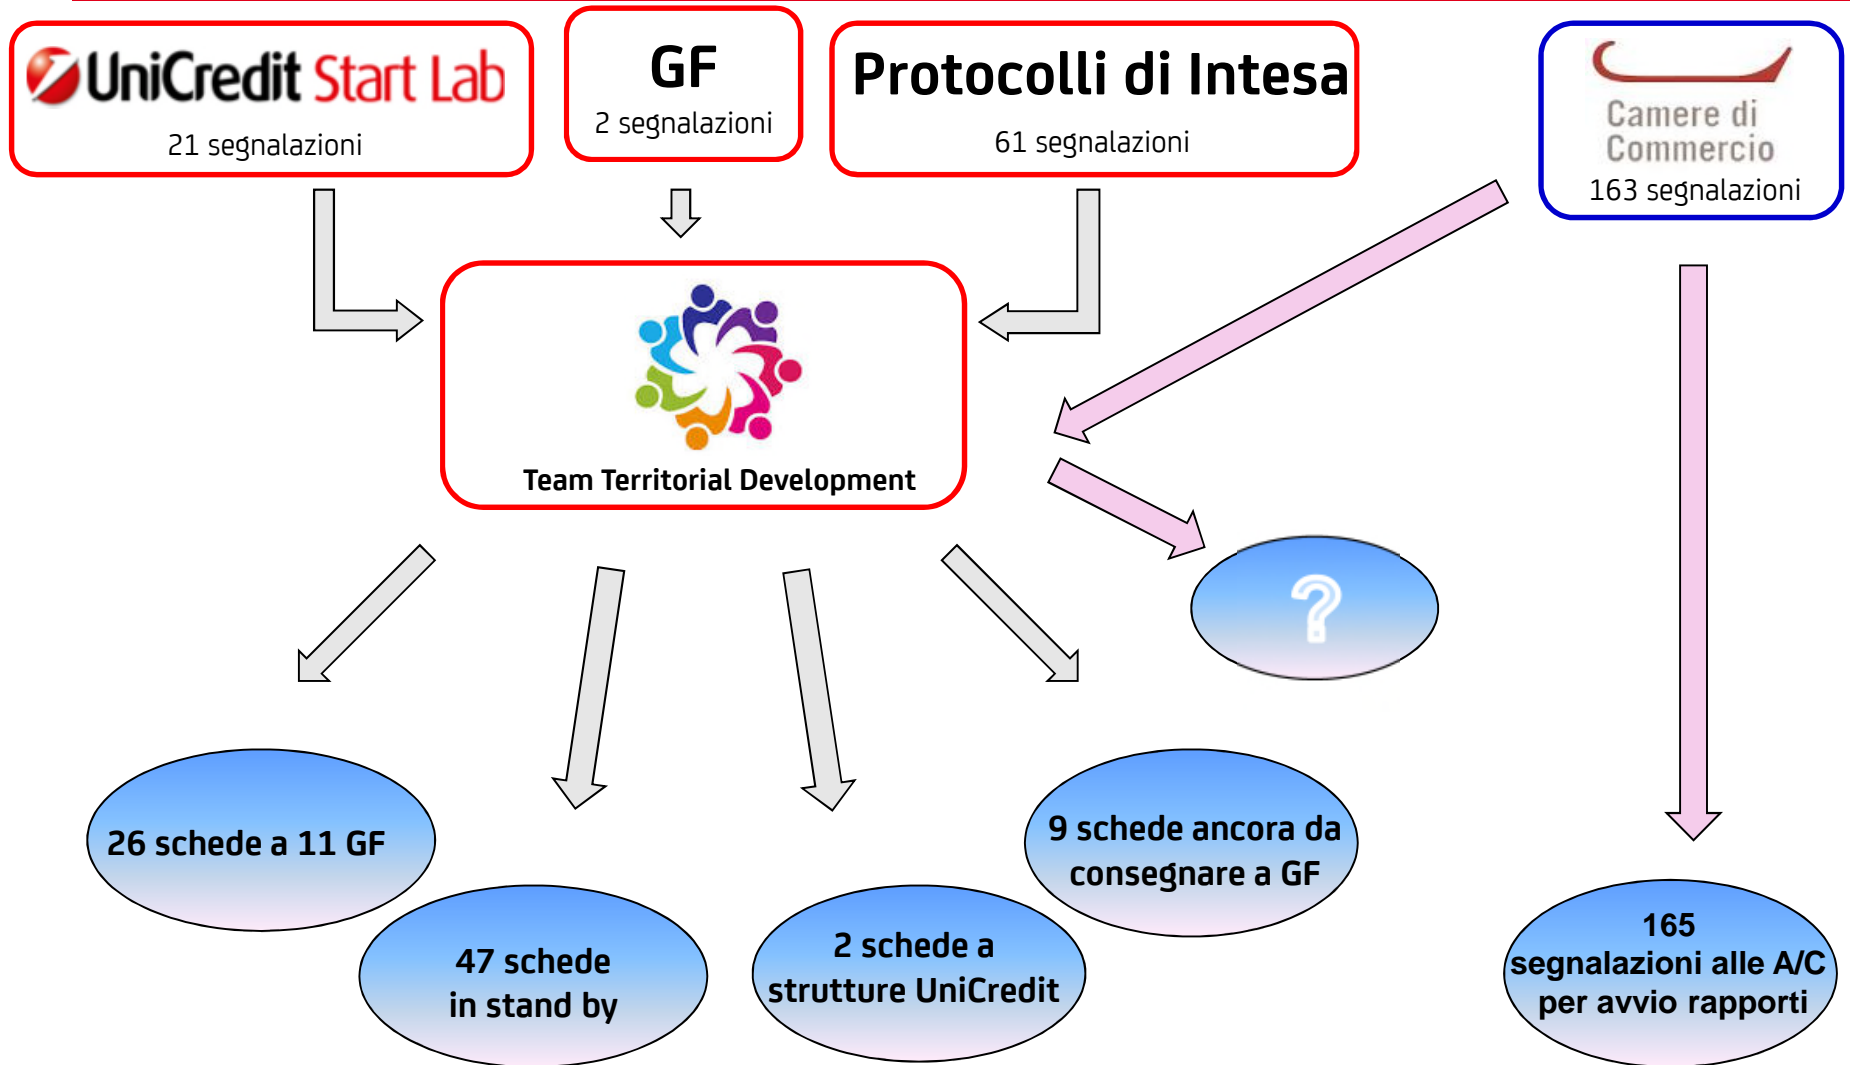 UniCredit Start Lab
21 segnalazioni
GF
2 segnalazioni
Protocolli di Intesa
61 segnalazioni
Camere di
Commercio
163 segnalazioni
Team Territorial Development
?
26 schede a 11 GF
47 schede
in stand by
2 schede a
strutture UniCredit
9 schede ancora da
consegnare a GF
165
segnalazioni alle A/C
per avvio rapporti